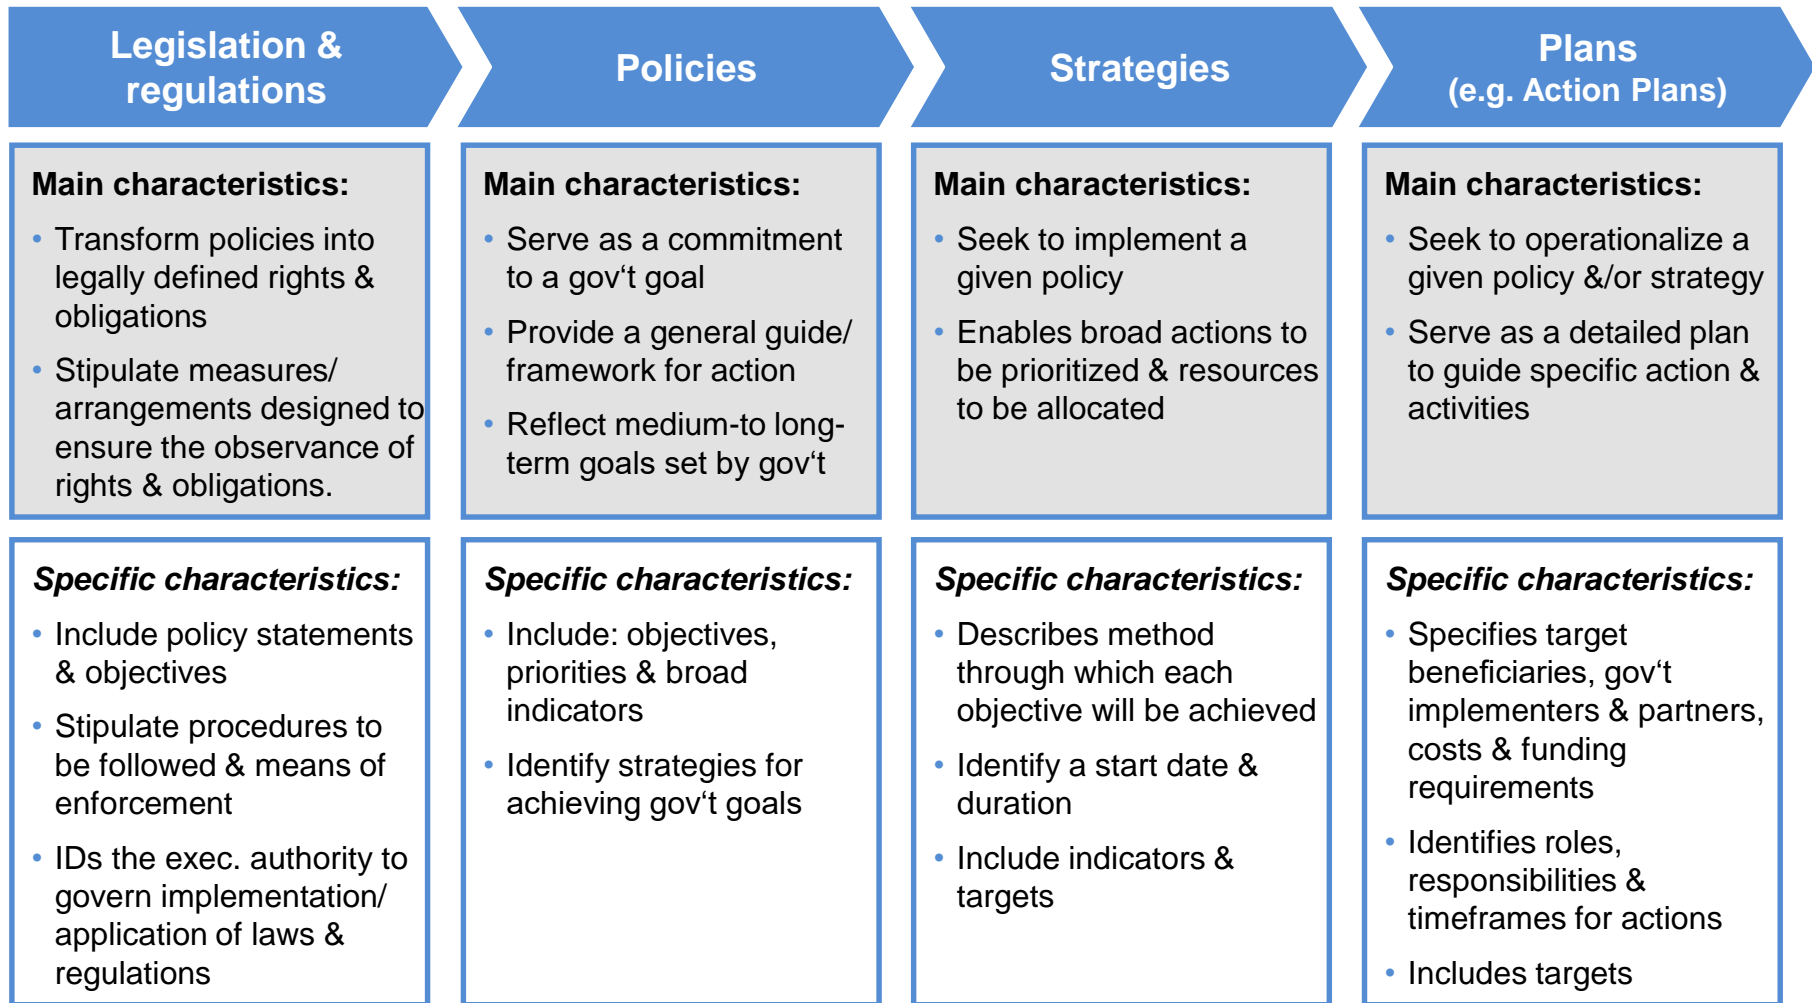 Legislation &
regulations
Policies
Strategies
Plans
(e.g. Action Plans)
Main characteristics:
• Transform policies into
legally defined rights &
obligations
• Stipulate measures/
arrangements designed to
ensure the observance of
rights & obligations.
Main characteristics:
• Serve as a commitment
to a gov‘t goal
• Provide a general guide/
framework for action
• Reflect medium-to long-
term goals set by gov‘t
Main characteristics:
• Seek to implement a
given policy
• Enables broad actions to
be prioritized & resources
to be allocated
Main characteristics:
• Seek to operationalize a
given policy &/or strategy
• Serve as a detailed plan
to guide specific action &
activities
Specific characteristics:
• Include policy statements
& objectives
• Stipulate procedures to
be followed & means of
enforcement
• IDs the exec. authority to
govern implementation/
application of laws &
regulations
Specific characteristics:
• Include: objectives,
priorities & broad
indicators
• Identify strategies for
achieving gov‘t goals
Specific characteristics:
• Describes method
through which each
objective will be achieved
• Identify a start date &
duration
• Include indicators &
targets
Specific characteristics:
• Specifies target
beneficiaries, gov‘t
implementers & partners,
costs & funding
requirements
• Identifies roles,
responsibilities &
timeframes for actions
• Includes targets